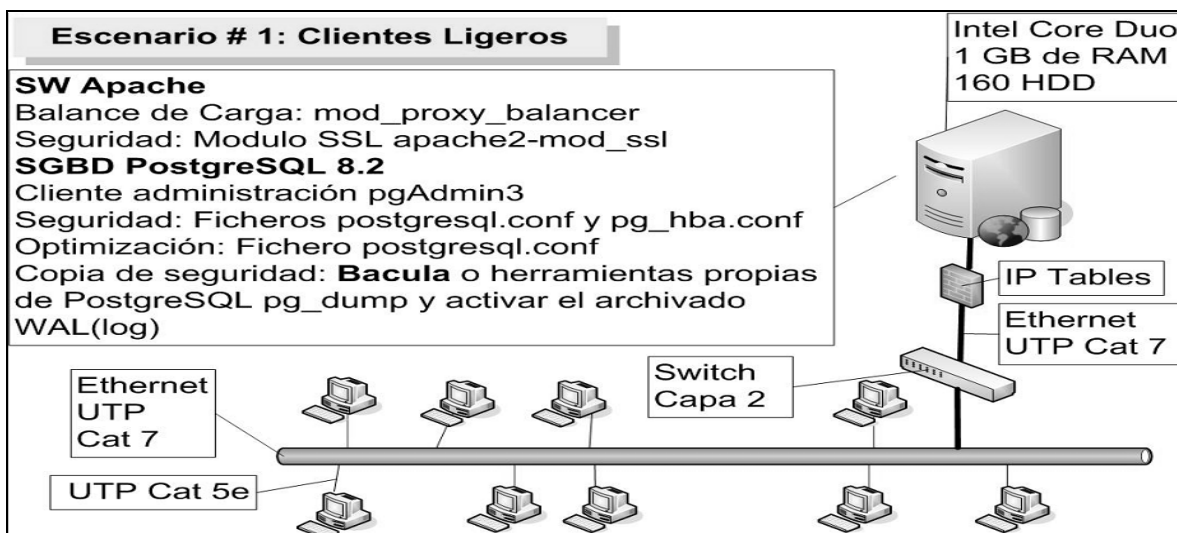 Escenario # 1: Clientes Ligeros
Intel Core Duo
1 GB de RAM
160 HDD
SW Apache
Balance de Carga: mod_proxy_balancer
Seguridad: Modulo SSL apache2-mod_ssl
SGBD PostgreSQL 8.2
Cliente administración pgAdmin3
Seguridad: Ficheros postgresql.conf y pg_hba.conf
Optimización: Fichero postgresql.conf
Copia de seguridad: Bacula o herramientas propias
de PostgreSQL pg_dump y activar el archivado
WAL(log)
IP Tables
Ethernet
UTP Cat 7
Switch
Capa 2
Ethernet
UTP
Cat 7
UTP Cat 5e